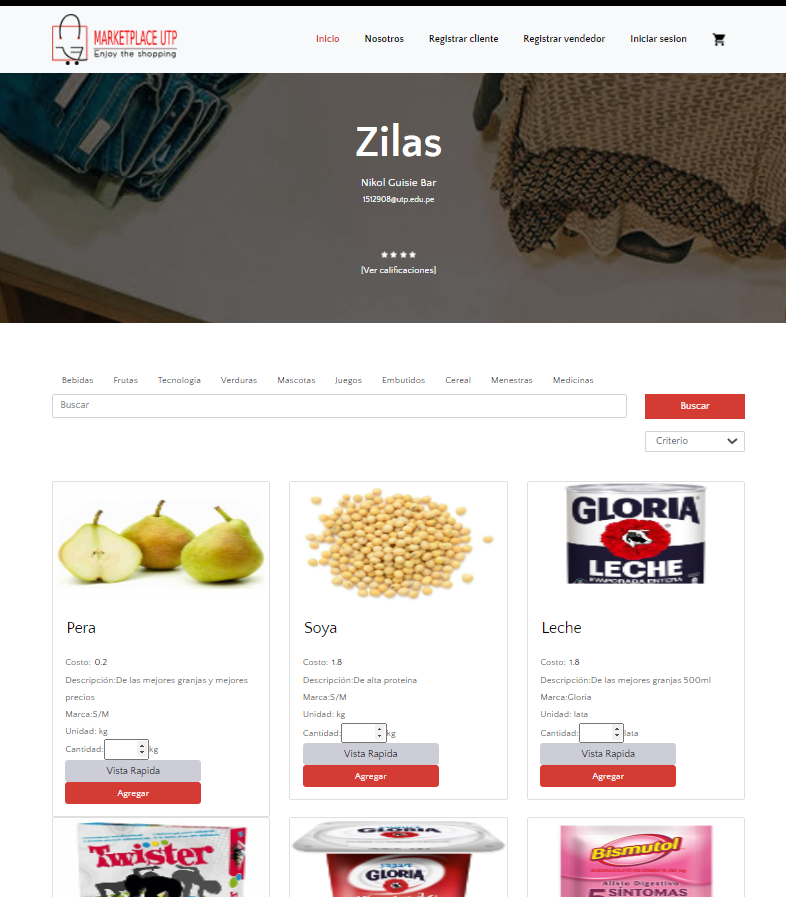 MARKETPLACE UTP
Enjoy the shopping
Inicio Nosotros Registrar cliente Registrar vendedor Iniciar sesion
Zilas
Nikol Guisie Bar
1512908@utp.edu.pe
[Ver calificaciones]
Bebidas Frutas Tecnologia Verduras Mascotas Juegos Embutidos Cereal Menestras Medicinas
Buscar Buscar
Criterio
GLORIA
LECHE
EVAPORADA ENTERA
Pera Soya Leche
Costo: 0.2
Descripción:De las mejores granjas y mejores
precios
Marca:S/M
Unidad: kg
Cantidad: kg
Vista Rapida
Agregar
Costo: 1.8
Descripción:De alta proteina
Marca:S/M
Unidad: kg
Cantidad: kg
Vista Rapida
Agregar
Costo: 1.8
Descripción:De las mejores granjas 500ml
Marca:Gloria
Unidad: lata
Cantidad: lata
Vista Rapida
Agregar
Twister
GLORIA
GLORIA
Bismutol
Alivio Digestivo
5 SÍNTOMAS